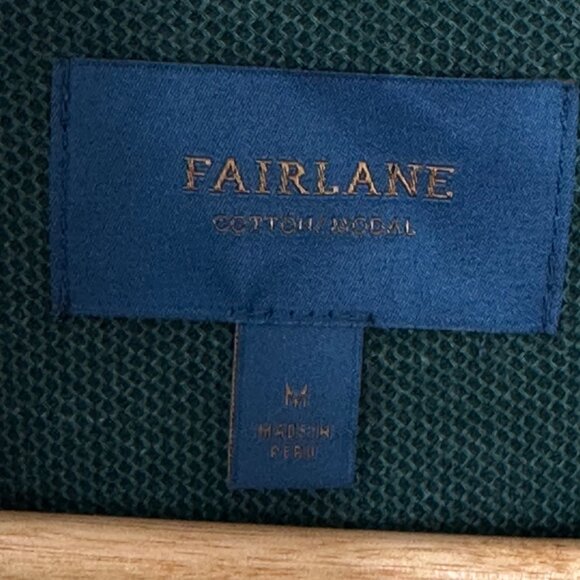 FAIRLANE
COTTON/MODAL
M
MADE IN
PERU